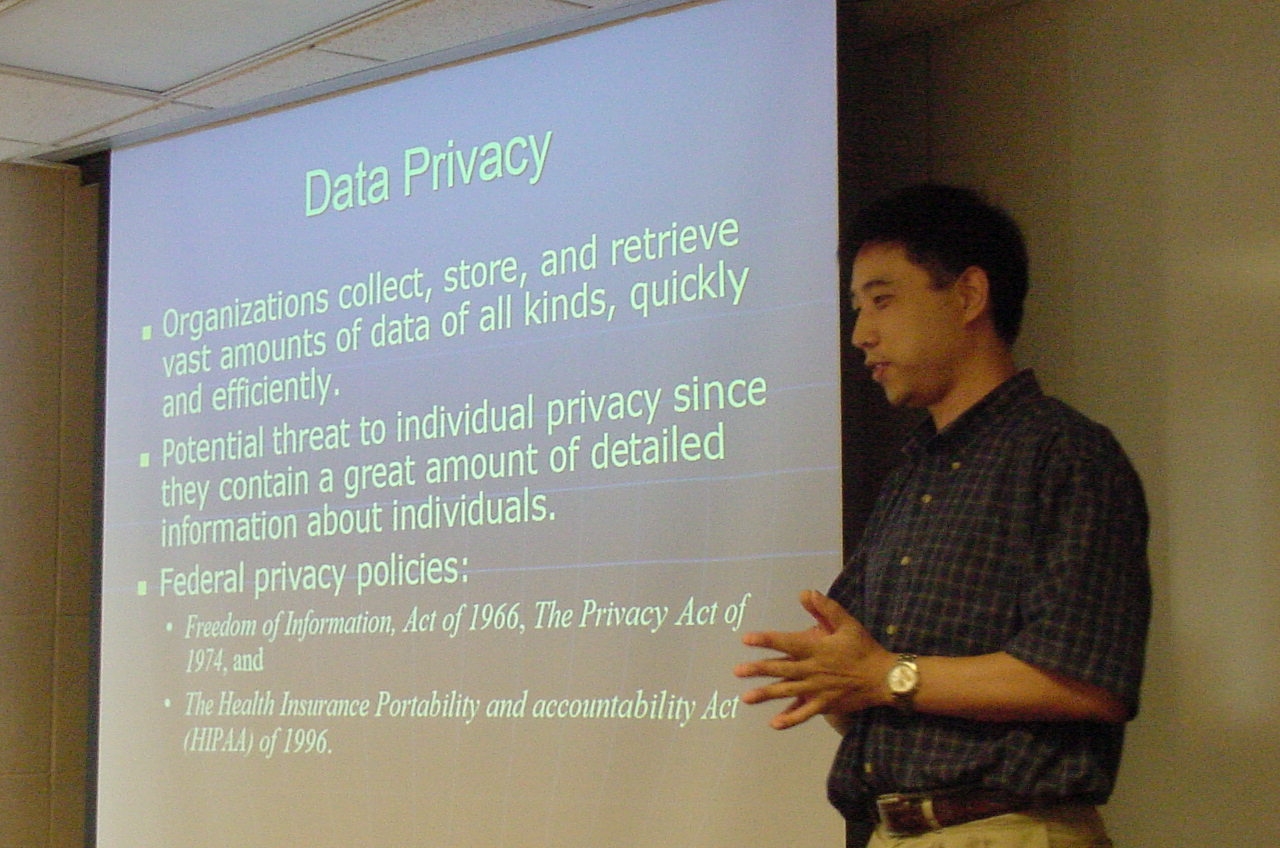 Data Privacy
▪ Organizations collect, store, and retrieve
vast amounts of data of all kinds, quickly
and efficiently.
▪ Potential threat to individual privacy since
they contain a great amount of detailed
information about individuals.
▪ Federal privacy policies:
• Freedom of Information, Act of 1966, The Privacy Act of
1974, and
• The Health Insurance Portability and accountability Act
(HIPAA) of 1996.